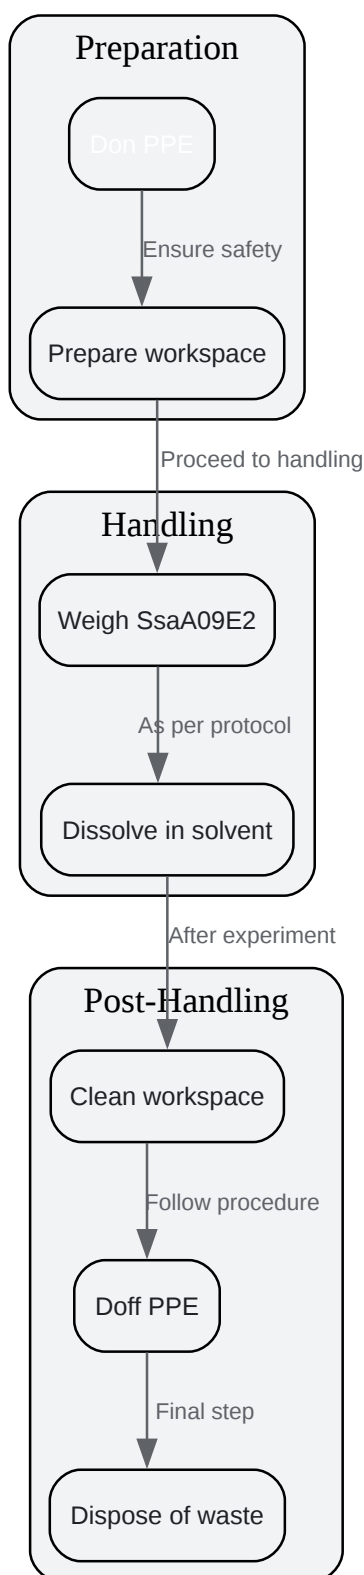 Preparation
Don PPE
Ensure safety
Prepare workspace
Proceed to handling
Handling
Weigh SsaA09E2
As per protocol
Dissolve in solvent
After experiment
Post-Handling
Clean workspace
Follow procedure
Doff PPE
Final step
Dispose of waste